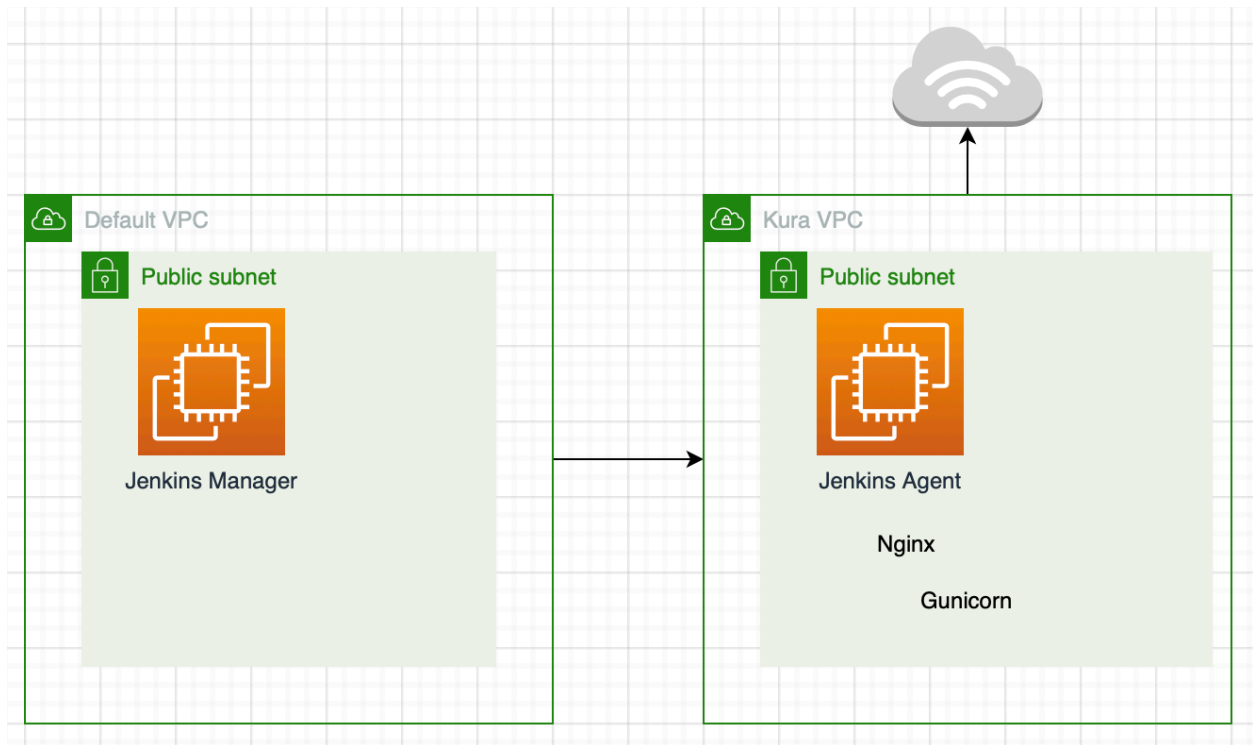 Default VPC
Public subnet
Jenkins Manager
Kura VPC
Public subnet
Jenkins Agent
Nginx
Gunicorn